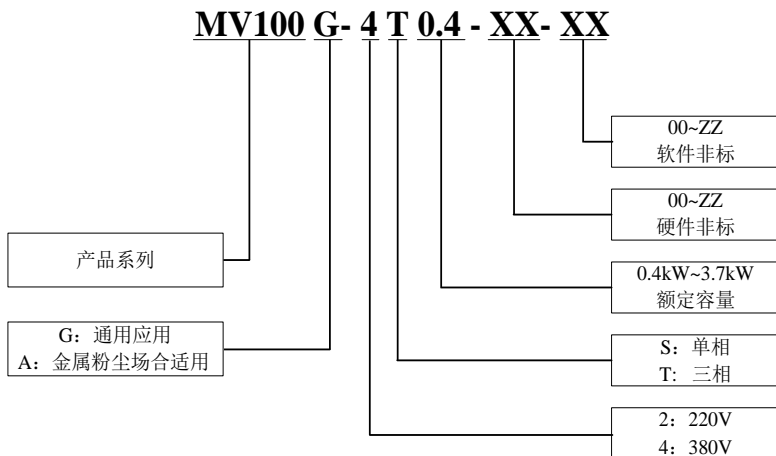 MV100 G- 4 T 0.4 - XX- XX
00~ZZ
软件非标
00~ZZ
硬件非标
产品系列
0.4kW~3.7kW
额定容量
G：通用应用
A：金属粉尘场合适用
S：单相
T: 三相
2：220V
4：380V